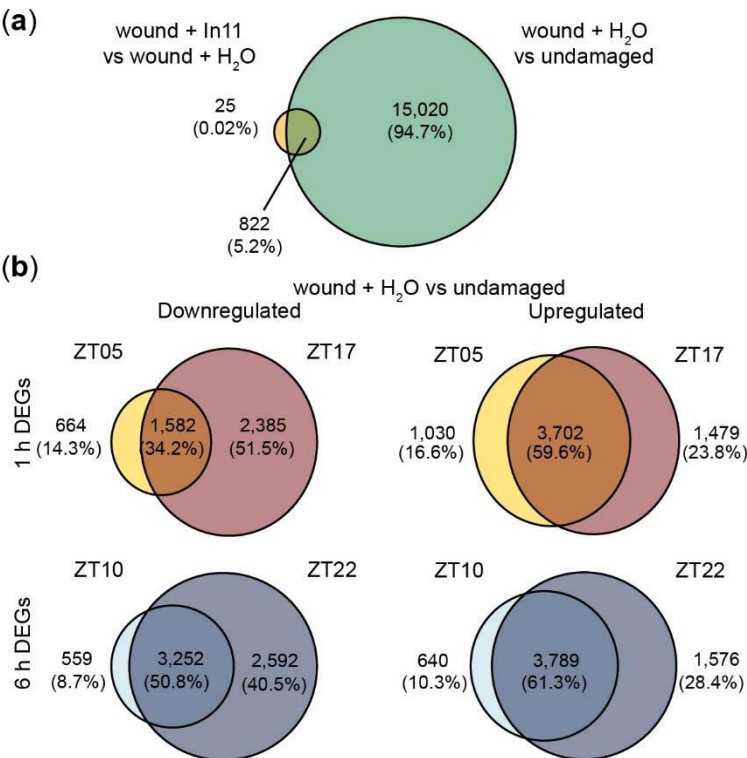 (a)
wound + In11
vs wound + H₂O
wound + H₂O
vs undamaged
25
(0.02%)
15,020
(94.7%)
822
(5.2%)
(b)
wound + H₂O vs undamaged
Downregulated
Upregulated
1 h DEGs
ZT05
ZT17
664
(14.3%)
1,582
(34.2%)
2,385
(51.5%)
ZT05
ZT17
1,030
(16.6%)
3,702
(59.6%)
1,479
(23.8%)
6 h DEGs
ZT10
ZT22
559
(8.7%)
3,252
(50.8%)
2,592
(40.5%)
ZT10
ZT22
640
(10.3%)
3,789
(61.3%)
1,576
(28.4%)